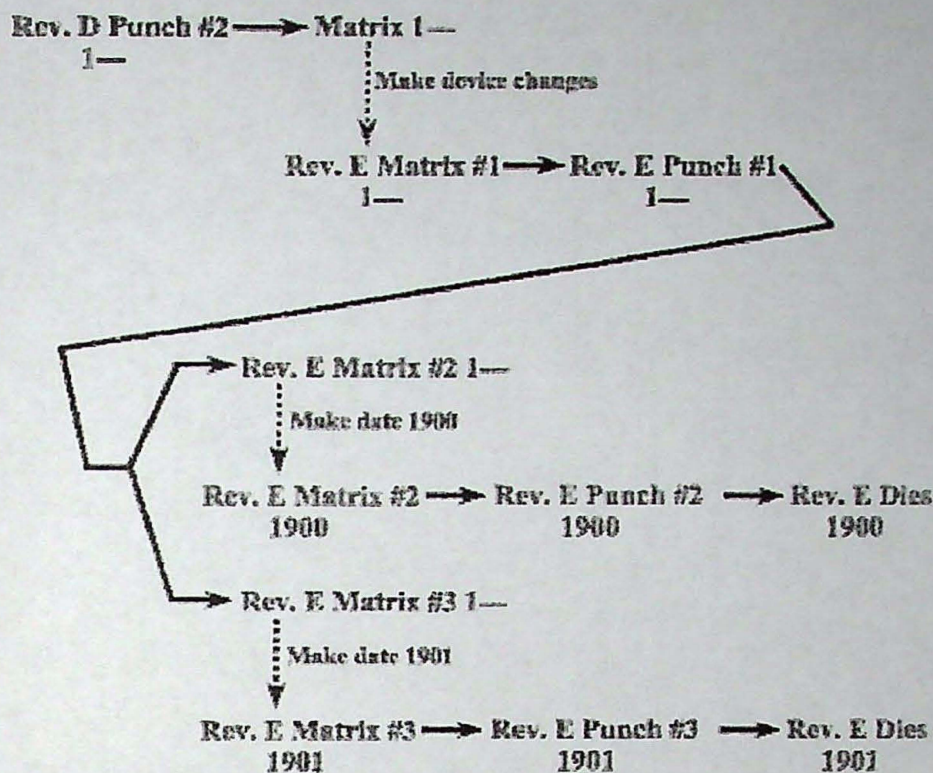 Rev. D Punch #2 Matrix 1—
1—
Make device changes
Rev. E Matrix #1 Rev. E Punch #1
1— 1—
Rev. E Matrix #2 1—
Make date 1900
Rev. E Matrix #2 Rev. E Punch #2 Rev. E Dies
1900 1900 1900
Rev. E Matrix #3 1—
Make date 1901
Rev. E Matrix #3 Rev. E Punch #3 Rev. E Dies
1901 1901 1901